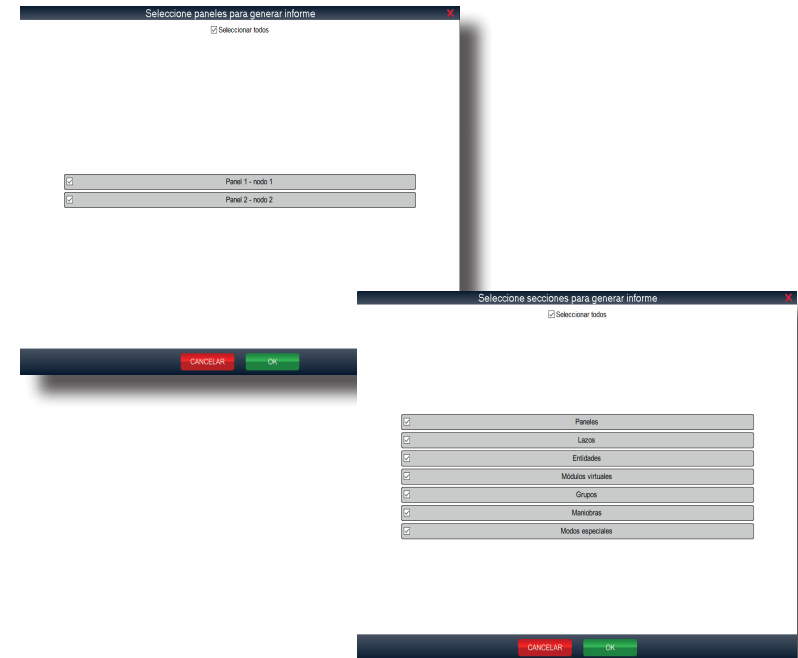 Seleccione paneles para generar informe
Seleccionar todos
Panel 1 - nodo 1
Panel 2 - nodo 2
CANCELAR OK
Seleccione secciones para generar informe
Seleccionar todos
Paneles
Lazos
Entidades
Módulos virtuales
Grupos
Maniobras
Modos especiales
CANCELAR OK